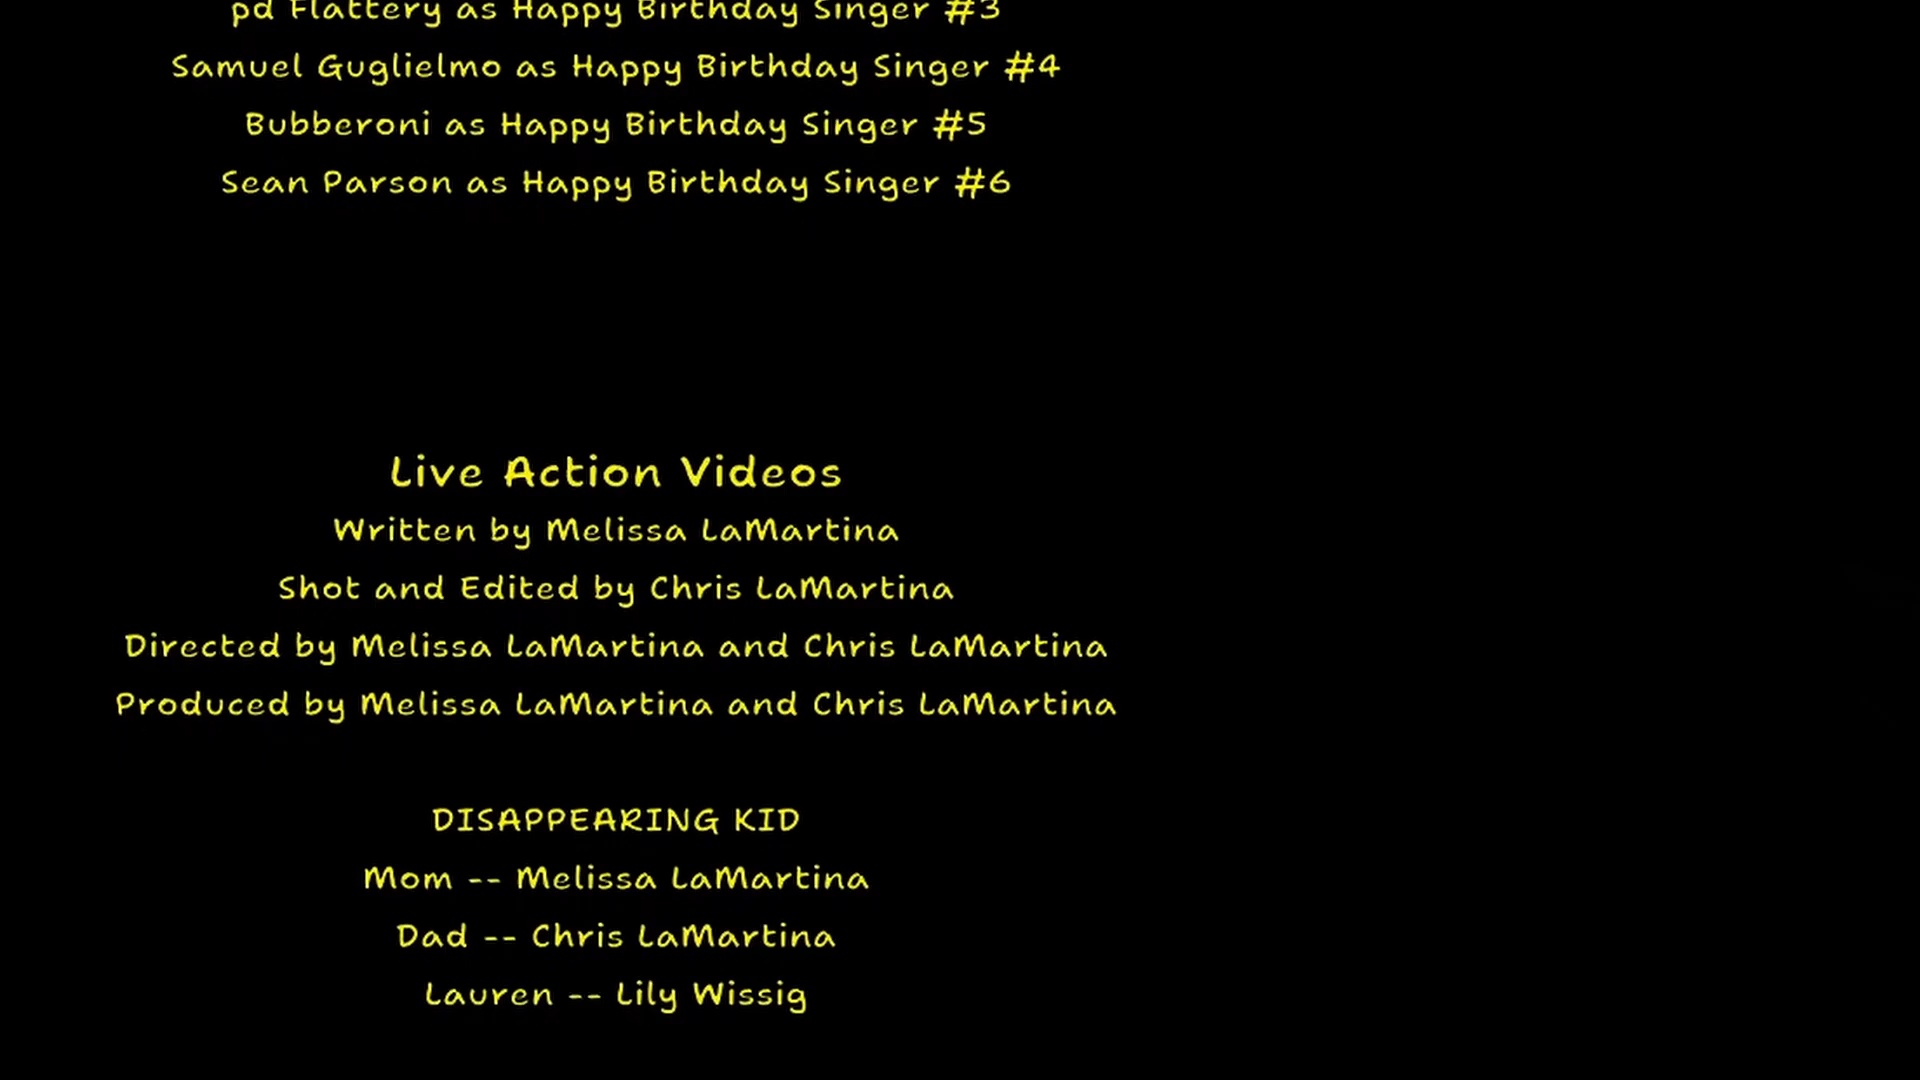 pd Flattery as Happy Birthday Singer #3
Samuel Guglielmo as Happy Birthday Singer #4
Bubberoni as Happy Birthday Singer #5
Sean Parson as Happy Birthday Singer #6
Live Action Videos
Written by Melissa LaMartina
Shot and Edited by Chris LaMartina
Directed by Melissa LaMartina and Chris LaMartina
Produced by Melissa LaMartina and Chris LaMartina
DISAPPEARING KID
Mom -- Melissa LaMartina
Dad -- Chris LaMartina
Lauren -- Lily Wissig